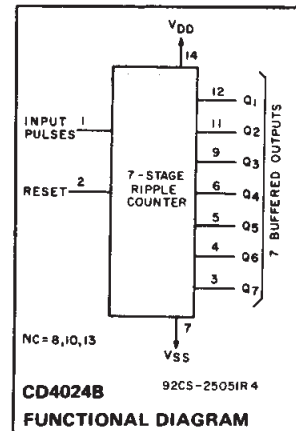 VDD
14
INPUT PULSES 1
RESET 2
7-STAGE
RIPPLE
COUNTER
12 Q1
11 Q2
9 Q3
6 Q4
5 Q5
4 Q6
3 Q7
7 BUFFERED OUTPUTS
7
VSS
NC=8,10,13
92CS-25051R4
CD4024B
FUNCTIONAL DIAGRAM